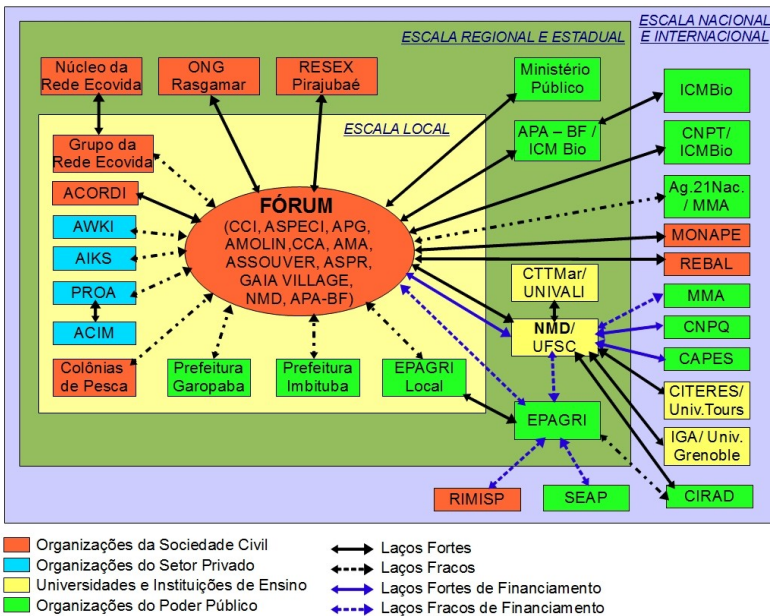 ESCALA NACIONAL
E INTERNACIONAL
ESCALA REGIONAL E ESTADUAL
Núcleo da
Rede Ecovida
ONG
Rasgamar
RESEX
Pirajubaé
Ministério
Público
ICMBio
ESCALA LOCAL
APA – BF /
ICM Bio
CNPT/
ICMBio
Grupo da
Rede Ecovida
ACORDI
Ag.21Nac.
/ MMA
AWKI
AIKS
PROA
ACIM
FÓRUM
(CCI, ASPECI, APG,
AMOLIN,CCA, AMA,
ASSOUVER, ASPR,
GAIA VILLAGE,
NMD, APA-BF)
MONAPE
REBAL
CTTMar/
UNIVALI
MMA
NMD/
UFSC
CNPQ
CAPES
Colônias
de Pesca
Prefeitura
Garopaba
Prefeitura
Imbituba
EPAGRI
Local
CITERES/
Univ.Tours
EPAGRI
IGA/ Univ.
Grenoble
RIMISP
SEAP
CIRAD
Organizações da Sociedade Civil
Organizações do Setor Privado
Universidades e Instituições de Ensino
Organizações do Poder Público
Laços Fortes
Laços Fracos
Laços Fortes de Financiamento
Laços Fracos de Financiamento